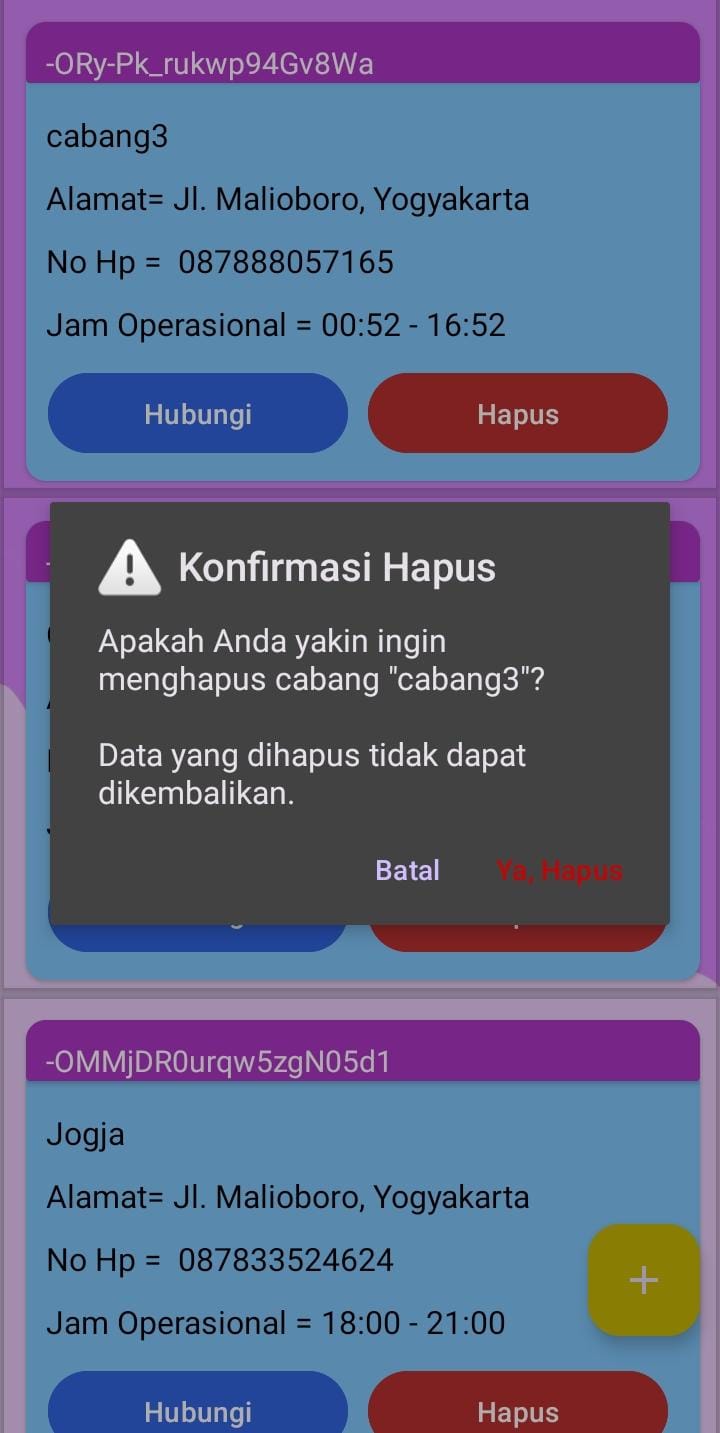 -ORy-Pk_rukwp94Gv8Wa
cabang3
Alamat= Jl. Malioboro, Yogyakarta
No Hp =  087888057165
Jam Operasional = 00:52 - 16:52
Hubungi
Hapus
Konfirmasi Hapus
Apakah Anda yakin ingin
menghapus cabang "cabang3"?
Data yang dihapus tidak dapat
dikembalikan.
Batal
Ya, Hapus
-OMMjDR0urqw5zgN05d1
Jogja
Alamat= Jl. Malioboro, Yogyakarta
No Hp =  087833524624
+
Jam Operasional = 18:00 - 21:00
Hubungi
Hapus